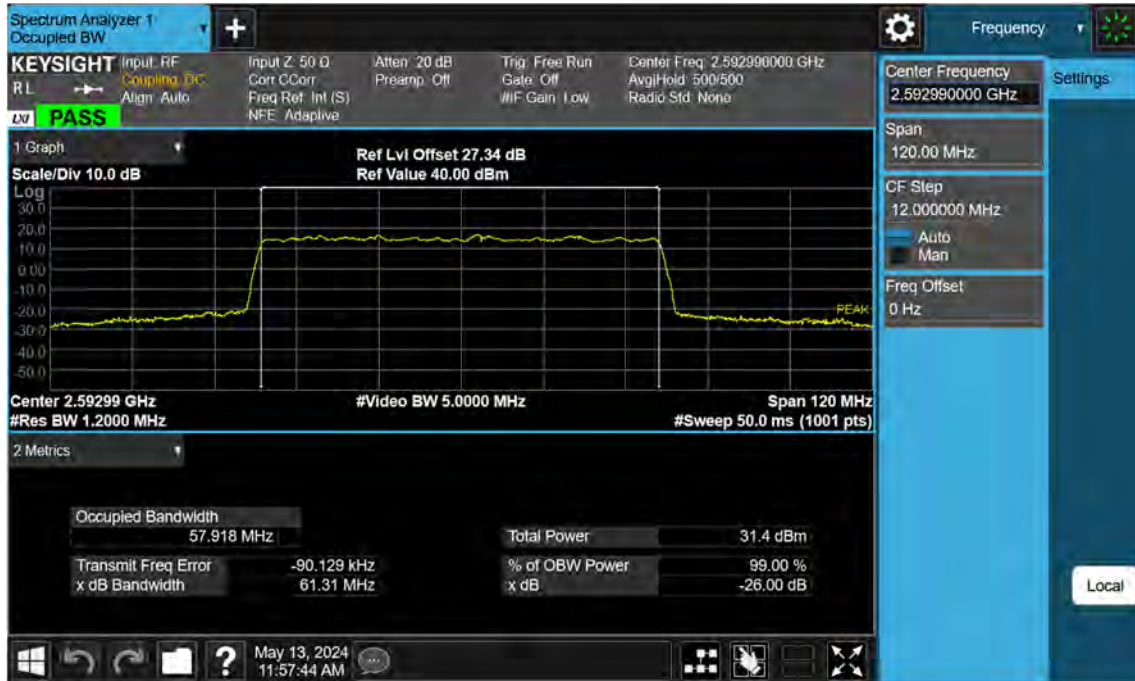 Spectrum Analyzer 1
Occupied BW
+
Frequency
KEYSIGHT
Input: RF
Coupling: DC
Align: Auto
Input Z: 50 Ω
Corr CCorr
Freq Ref: Int (S)
NFE: Adaptive
Atten: 20 dB
Preamp: Off
Trig: Free Run
Gate: Off
#IF Gain: Low
Center Freq: 2.592990000 GHz
Avg|Hold: 500/500
Radio Std: None
R L
LXI
PASS
Center Frequency
2.592990000 GHz
Settings
Span
120.00 MHz
CF Step
12.000000 MHz
Auto
Man
Freq Offset
0 Hz
Local
1 Graph
Scale/Div 10.0 dB
Ref Lvl Offset 27.34 dB
Ref Value 40.00 dBm
Log
30.0
20.0
10.0
0.00
-10.0
-20.0
-30.0
-40.0
-50.0
PEAK
Center 2.59299 GHz
#Res BW 1.2000 MHz
#Video BW 5.0000 MHz
Span 120 MHz
#Sweep 50.0 ms (1001 pts)
2 Metrics
Occupied Bandwidth
57.918 MHz
Total Power 31.4 dBm
Transmit Freq Error -90.129 kHz
% of OBW Power 99.00 %
x dB Bandwidth 61.31 MHz
x dB -26.00 dB
?
May 13, 2024
11:57:44 AM